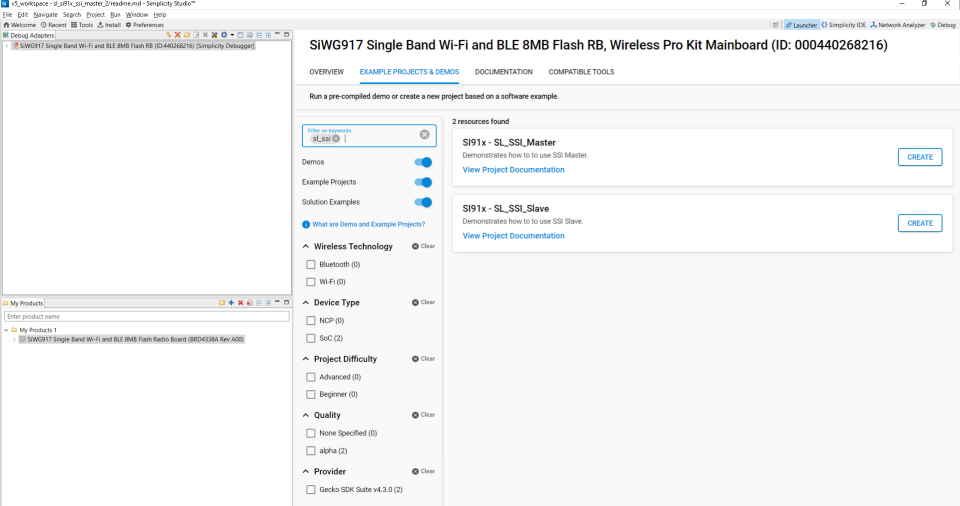 v5_workspace - sl_si91x_ssi_master_2/readme.md - Simplicity Studio™
File Edit Navigate Search Project Run Window Help
Welcome Recent Tools Install Preferences
Launcher Simplicity IDE Network Analyzer Debug
Debug Adapters
SiWG917 Single Band Wi-Fi and BLE 8MB Flash RB (ID:440268216) [Simplicity Debugger]
My Products
Enter product name
My Products 1
SiWG917 Single Band Wi-Fi and BLE 8MB Flash Radio Board (BRD4338A Rev A00)
SiWG917 Single Band Wi-Fi and BLE 8MB Flash RB, Wireless Pro Kit Mainboard (ID: 000440268216)
OVERVIEW EXAMPLE PROJECTS & DEMOS DOCUMENTATION COMPATIBLE TOOLS
Run a pre-compiled demo or create a new project based on a software example.
Filter on keywords
sl_ssi
Demos
Example Projects
Solution Examples
What are Demo and Example Projects?
Wireless Technology Clear
Bluetooth (0)
Wi-Fi (0)
Device Type Clear
NCP (0)
SoC (2)
Project Difficulty Clear
Advanced (0)
Beginner (0)
Quality Clear
None Specified (0)
alpha (2)
Provider Clear
Gecko SDK Suite v4.3.0 (2)
2 resources found
SI91x - SL_SSI_Master
Demonstrates how to to use SSI Master.
View Project Documentation
CREATE
SI91x - SL_SSI_Slave
Demonstrates how to to use SSI Slave.
View Project Documentation
CREATE